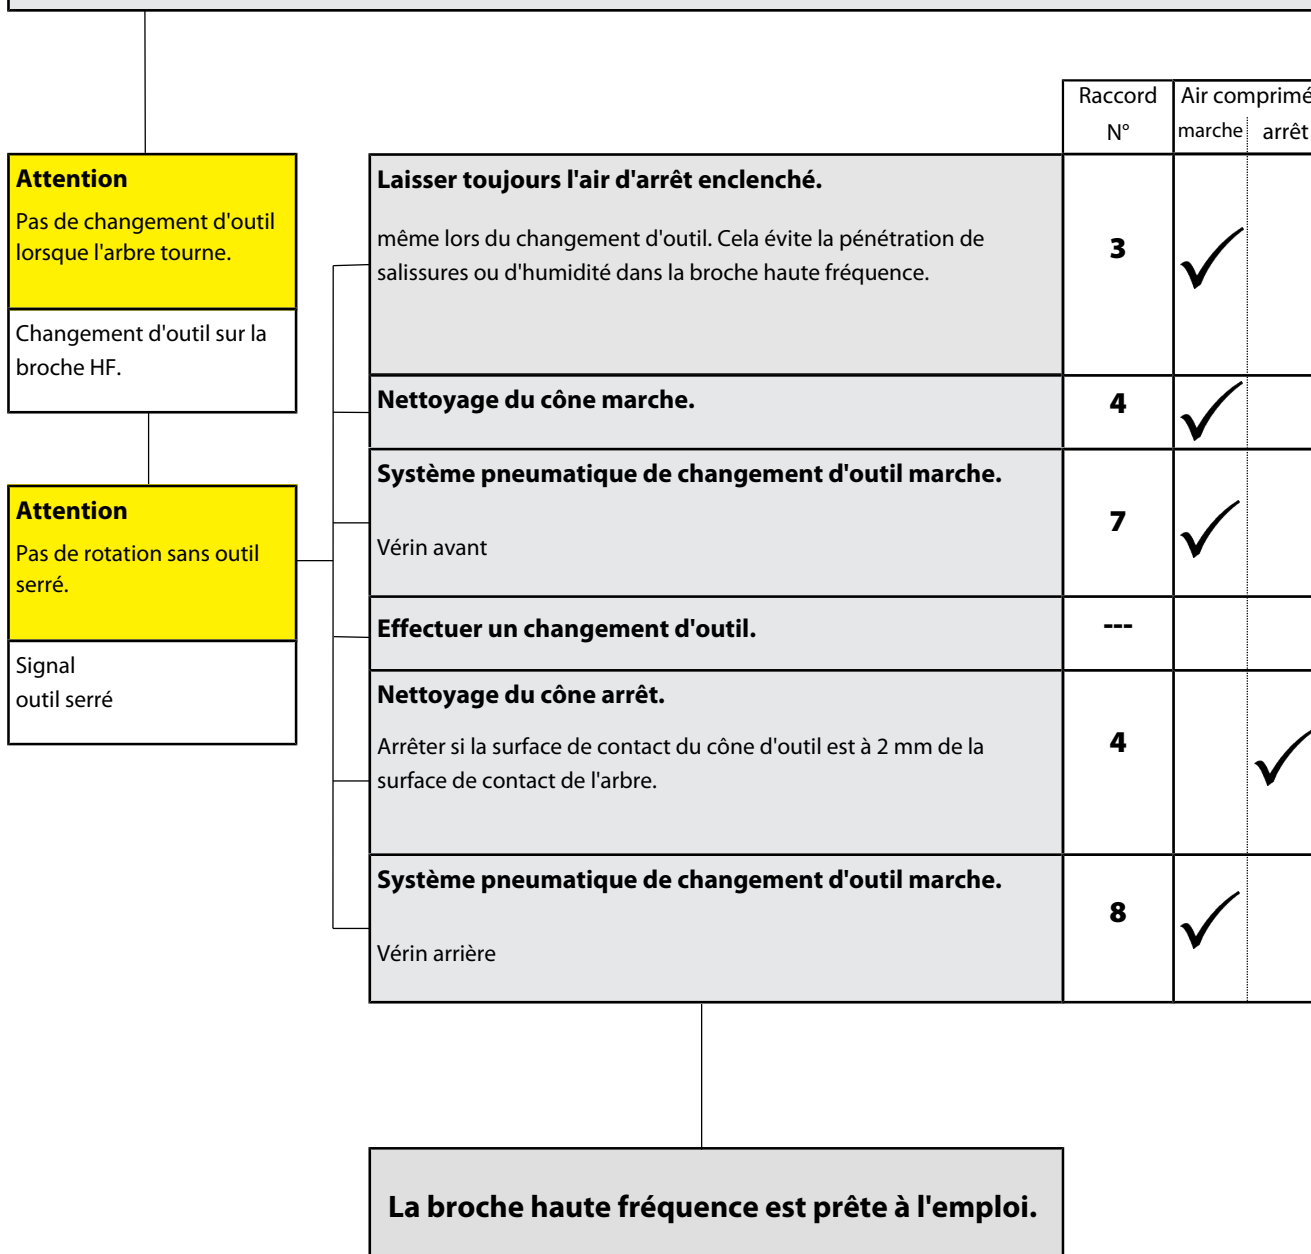 Raccord
Air comprimé
N°
marche
arrêt
Attention
Pas de changement d'outil
lorsque l'arbre tourne.
Changement d'outil sur la
broche HF.
Attention
Pas de rotation sans outil
serré.
Signal
outil serré
Laisser toujours l'air d'arrêt enclenché.
même lors du changement d'outil. Cela évite la pénétration de
salissures ou d'humidité dans la broche haute fréquence.
3
Nettoyage du cône marche.
4
Système pneumatique de changement d'outil marche.
Vérin avant
7
Effectuer un changement d'outil.
---
Nettoyage du cône arrêt.
Arrêter si la surface de contact du cône d'outil est à 2 mm de la
surface de contact de l'arbre.
4
Système pneumatique de changement d'outil marche.
Vérin arrière
8
La broche haute fréquence est prête à l'emploi.